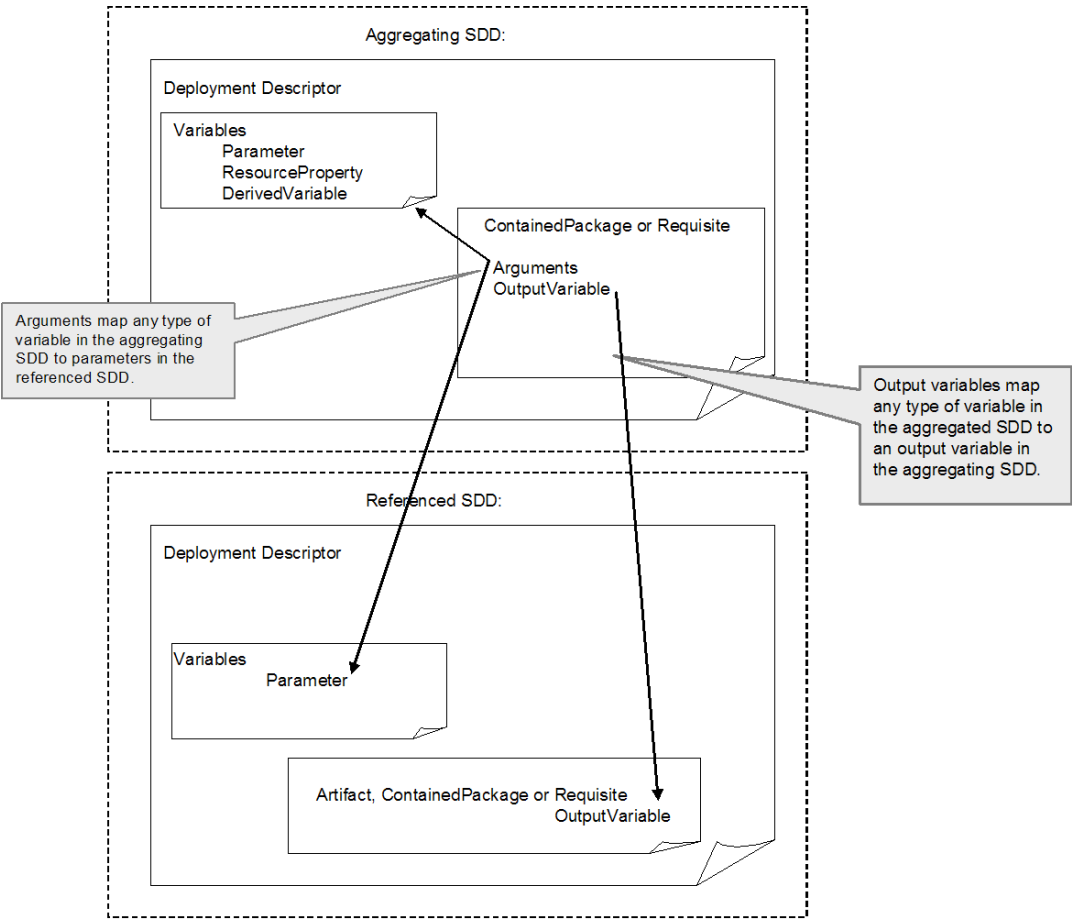 Aggregating SDD:
Deployment Descriptor
Variables
Parameter
ResourceProperty
DerivedVariable
ContainedPackage or Requisite
Arguments
OutputVariable
Arguments map any type of
variable in the aggregating
SDD to parameters in the
referenced SDD.
Output variables map
any type of variable in
the aggregated SDD to
an output variable in
the aggregating SDD.
Referenced SDD:
Deployment Descriptor
Variables
Parameter
Artifact, ContainedPackage or Requisite
OutputVariable